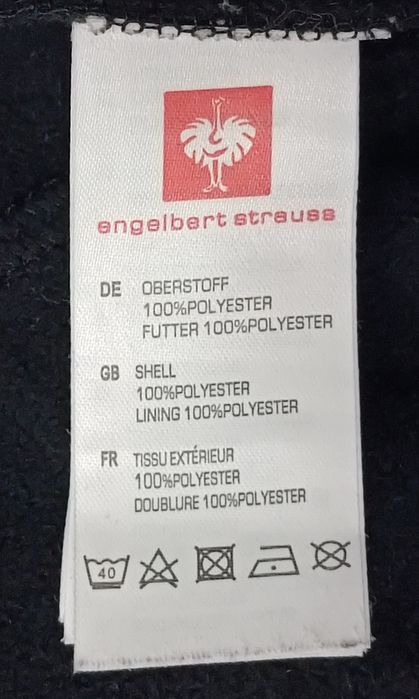 engelbert strauss
DE OBERSTOFF
100%POLYESTER
FUTTER 100%POLYESTER
GB SHELL
100%POLYESTER
LINING 100%POLYESTER
FR TISSU EXTÉRIEUR
100%POLYESTER
DOUBLURE 100%POLYESTER
40